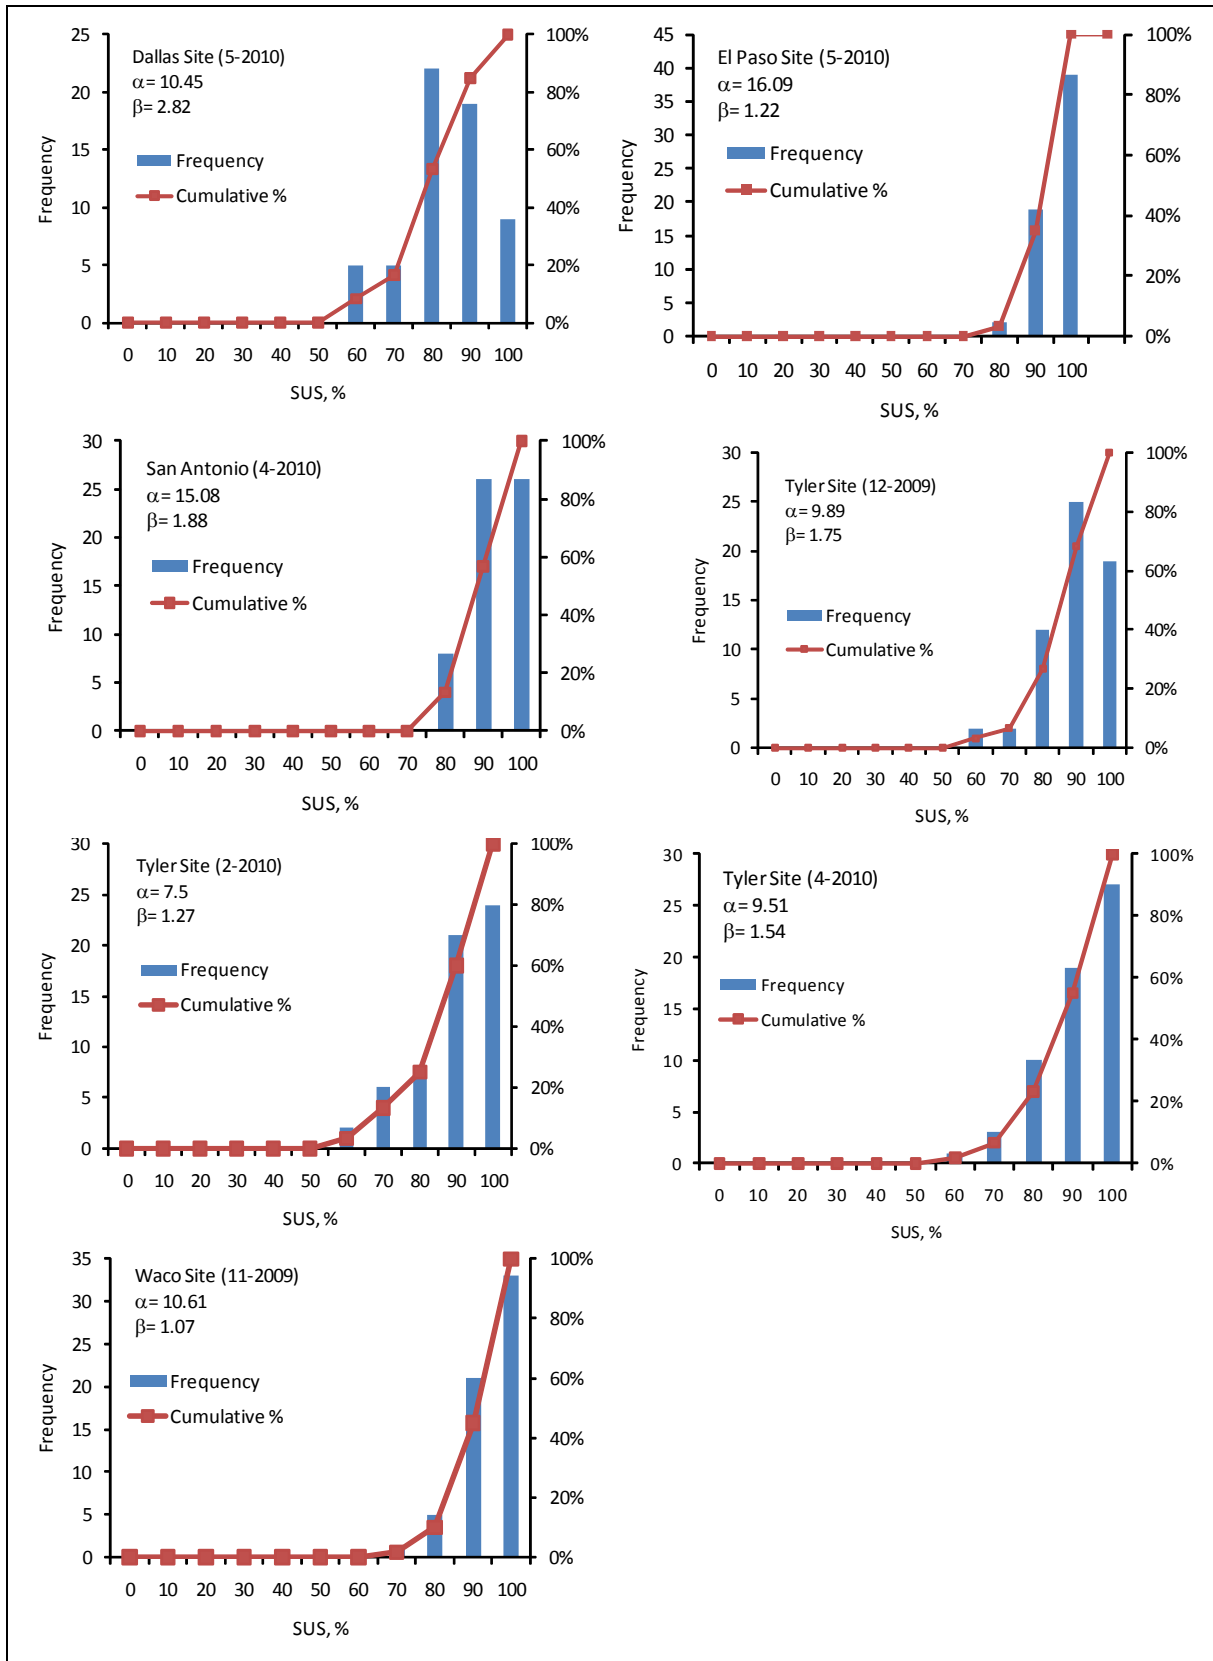 Dallas Site (5-2010)
α= 10.45
β= 2.82
Frequency
Cumulative %
Frequency
25
20
15
10
5
0
100%
80%
60%
40%
20%
0%
0 10 20 30 40 50 60 70 80 90 100
SUS, %
El Paso Site (5-2010)
α= 16.09
β= 1.22
Frequency
Cumulative %
Frequency
45
40
35
30
25
20
15
10
5
0
100%
80%
60%
40%
20%
0%
0 10 20 30 40 50 60 70 80 90 100
SUS, %
San Antonio (4-2010)
α= 15.08
β= 1.88
Frequency
Cumulative %
Frequency
30
25
20
15
10
5
0
100%
80%
60%
40%
20%
0%
0 10 20 30 40 50 60 70 80 90 100
SUS, %
Tyler Site (12-2009)
α= 9.89
β= 1.75
Frequency
Cumulative %
Frequency
30
25
20
15
10
5
0
100%
80%
60%
40%
20%
0%
0 10 20 30 40 50 60 70 80 90 100
SUS, %
Tyler Site (2-2010)
α= 7.5
β= 1.27
Frequency
Cumulative %
Frequency
30
25
20
15
10
5
0
100%
80%
60%
40%
20%
0%
0 10 20 30 40 50 60 70 80 90 100
SUS, %
Tyler Site (4-2010)
α= 9.51
β= 1.54
Frequency
Cumulative %
Frequency
30
25
20
15
10
5
0
100%
80%
60%
40%
20%
0%
0 10 20 30 40 50 60 70 80 90 100
SUS, %
Waco Site (11-2009)
α= 10.61
β= 1.07
Frequency
Cumulative %
Frequency
35
30
25
20
15
10
5
0
100%
80%
60%
40%
20%
0%
0 10 20 30 40 50 60 70 80 90 100
SUS, %